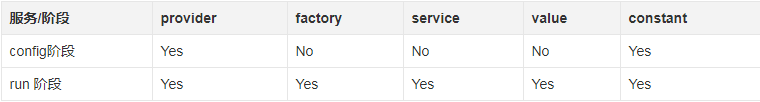 服务/阶段 provider factory service value constant
config阶段 Yes No No No Yes
run 阶段 Yes Yes Yes Yes Yes